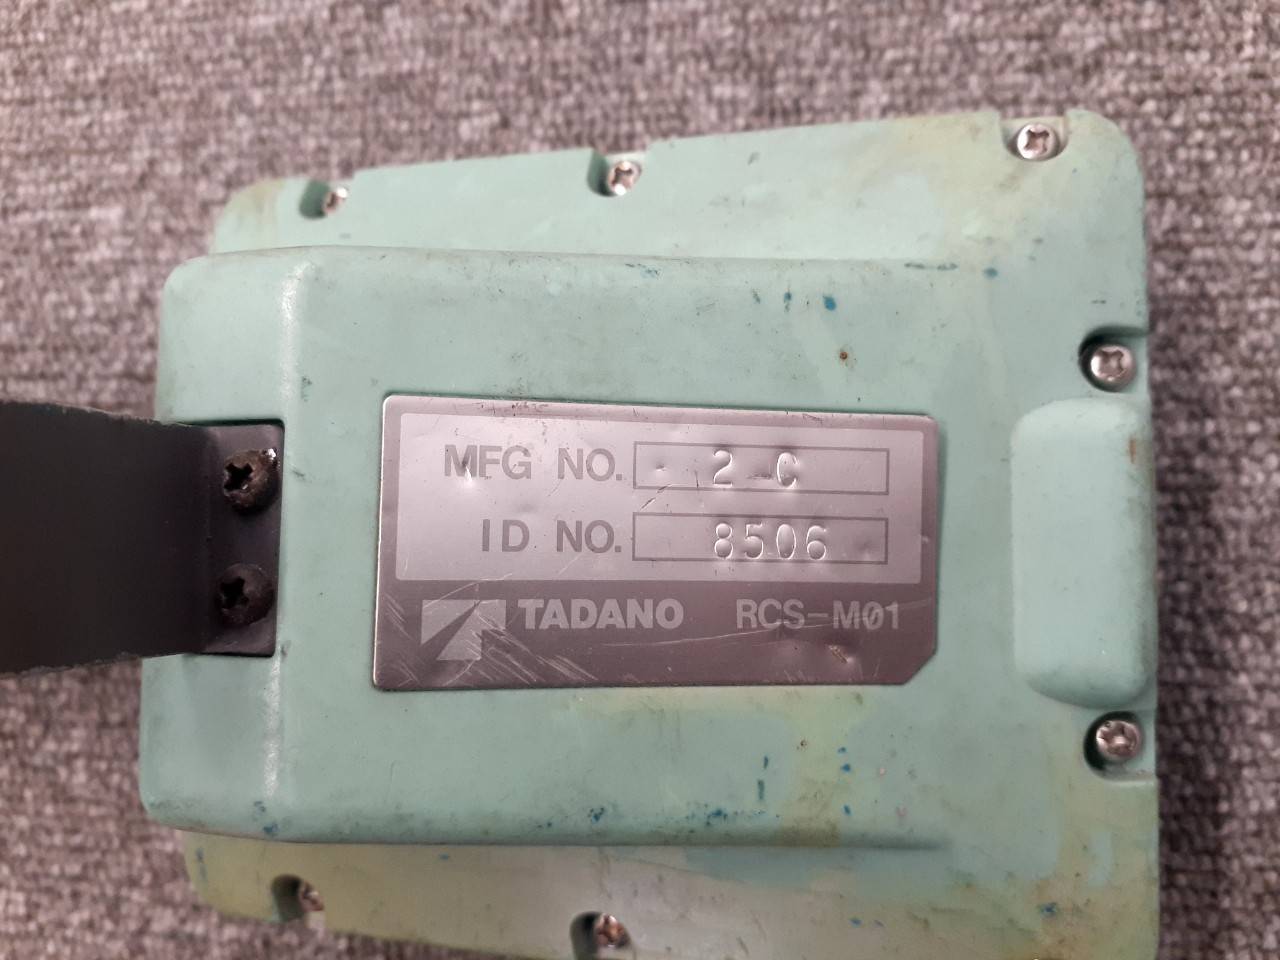 MFG NO. 2-C
ID NO. 8506
TADANO RCS-M01